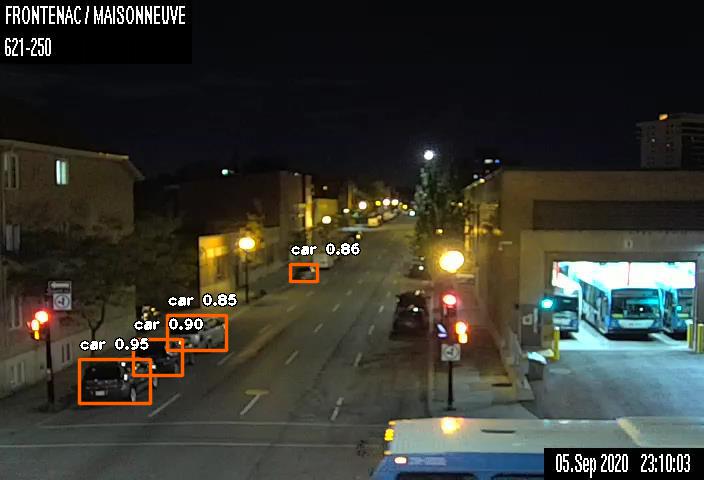 FRONTENAC / MAISONNEUVE
621-250
car 0.86
car 0.85
car 0.90
car 0.95
05.Sep 2020 23:10:03